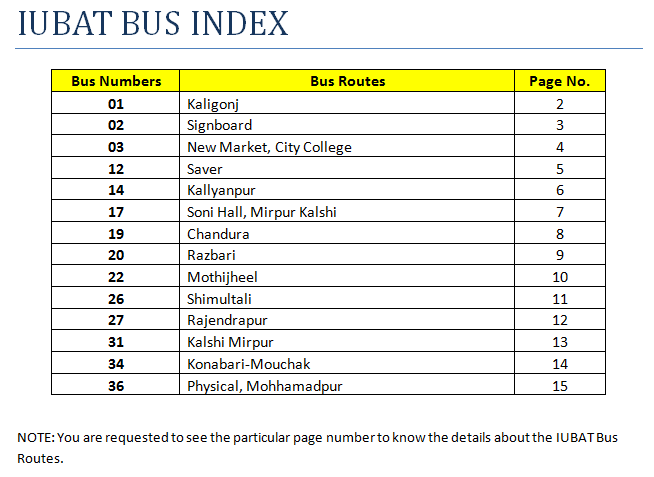 IUBAT BUS INDEX
Bus Numbers Bus Routes Page No.
01 Kaligonj 2
02 Signboard 3
03 New Market, City College 4
12 Saver 5
14 Kallyanpur 6
17 Soni Hall, Mirpur Kalshi 7
19 Chandura 8
20 Razbari 9
22 Mothijheel 10
26 Shimultali 11
27 Rajendrapur 12
31 Kalshi Mirpur 13
34 Konabari-Mouchak 14
36 Physical, Mohhamadpur 15
NOTE: You are requested to see the particular page number to know the details about the IUBAT Bus
Routes.